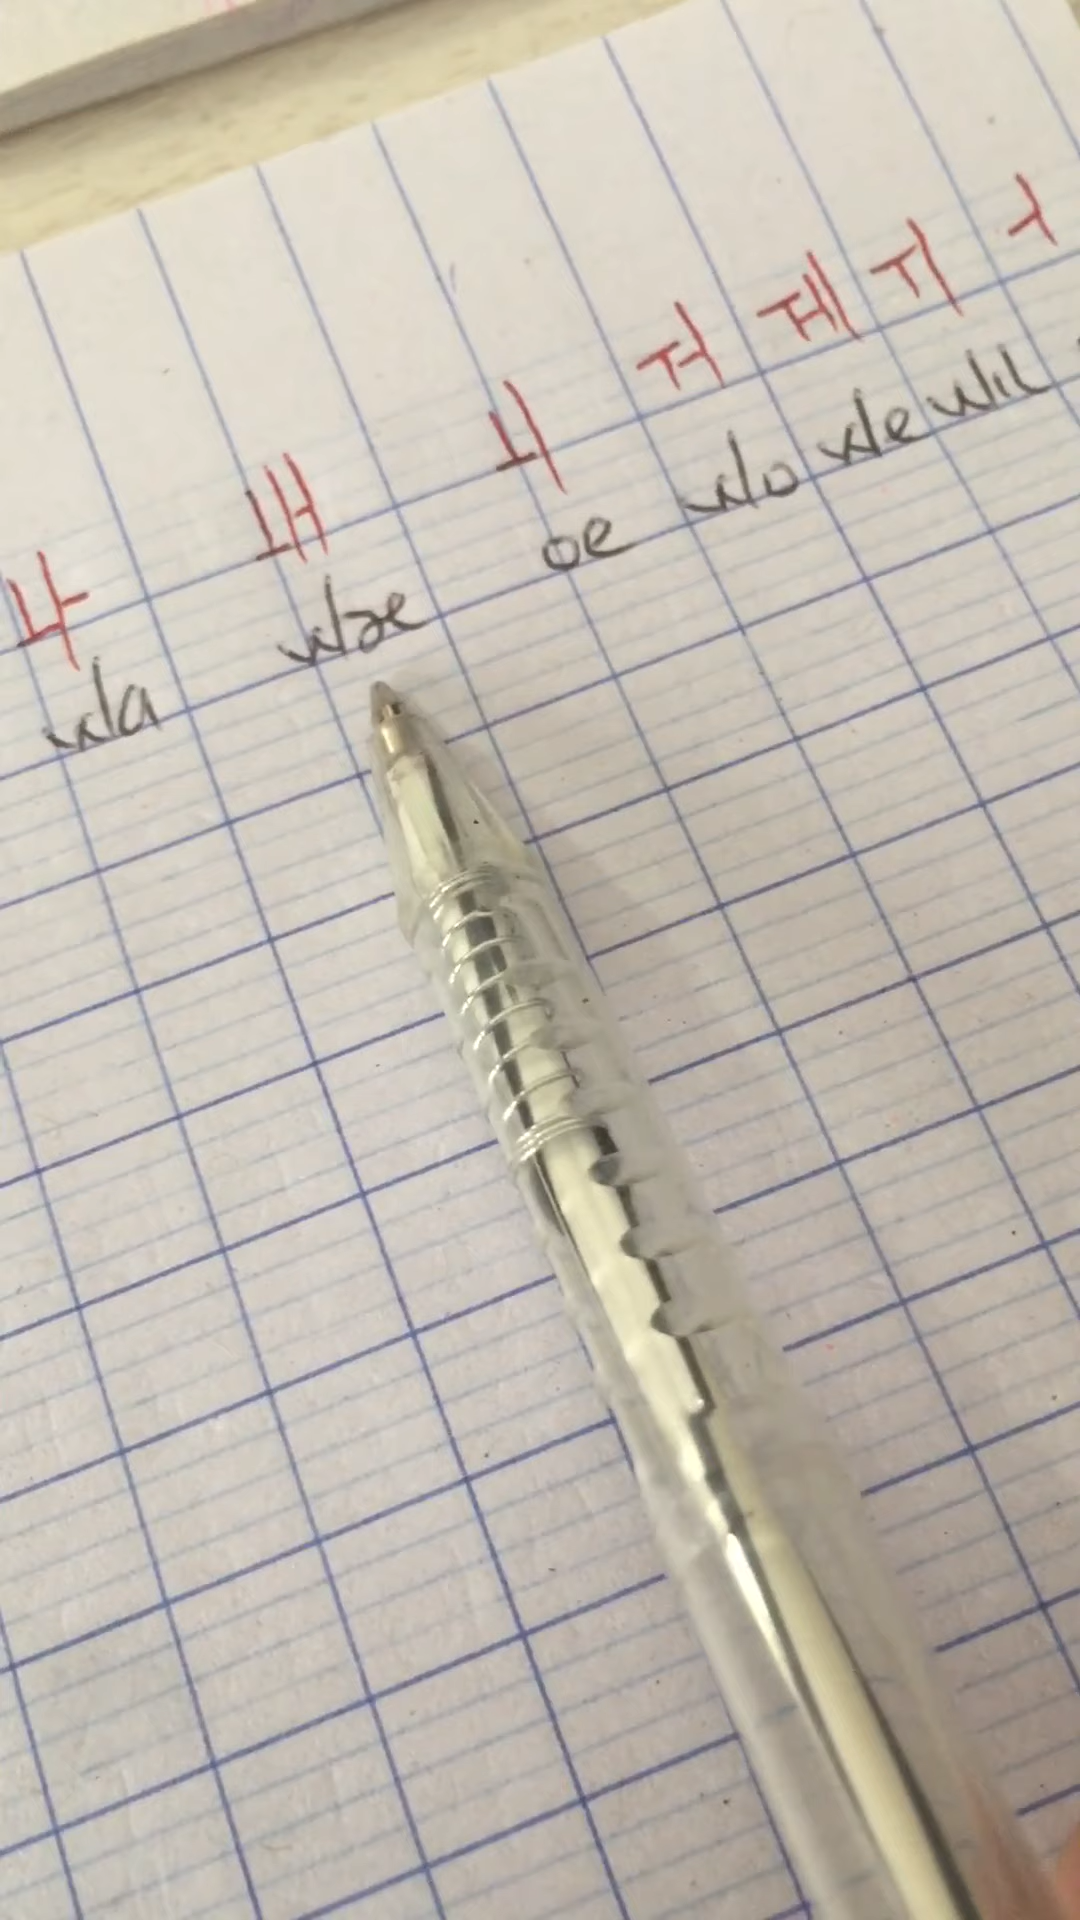 ㅘ ㅙ ㅚ ㅝ ㅞ ㅟ
wa wae oe wo we wi